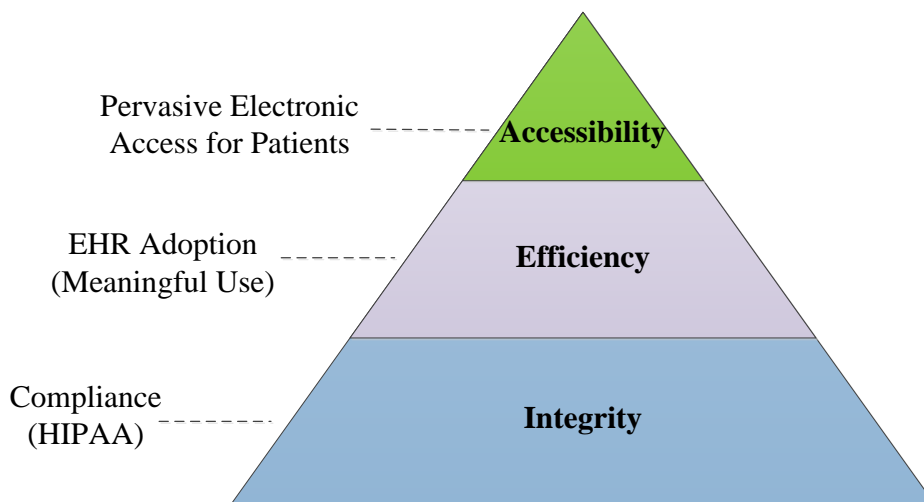 Pervasive Electronic
Access for Patients
Accessibility
EHR Adoption
(Meaningful Use)
Efficiency
Compliance
(HIPAA)
Integrity